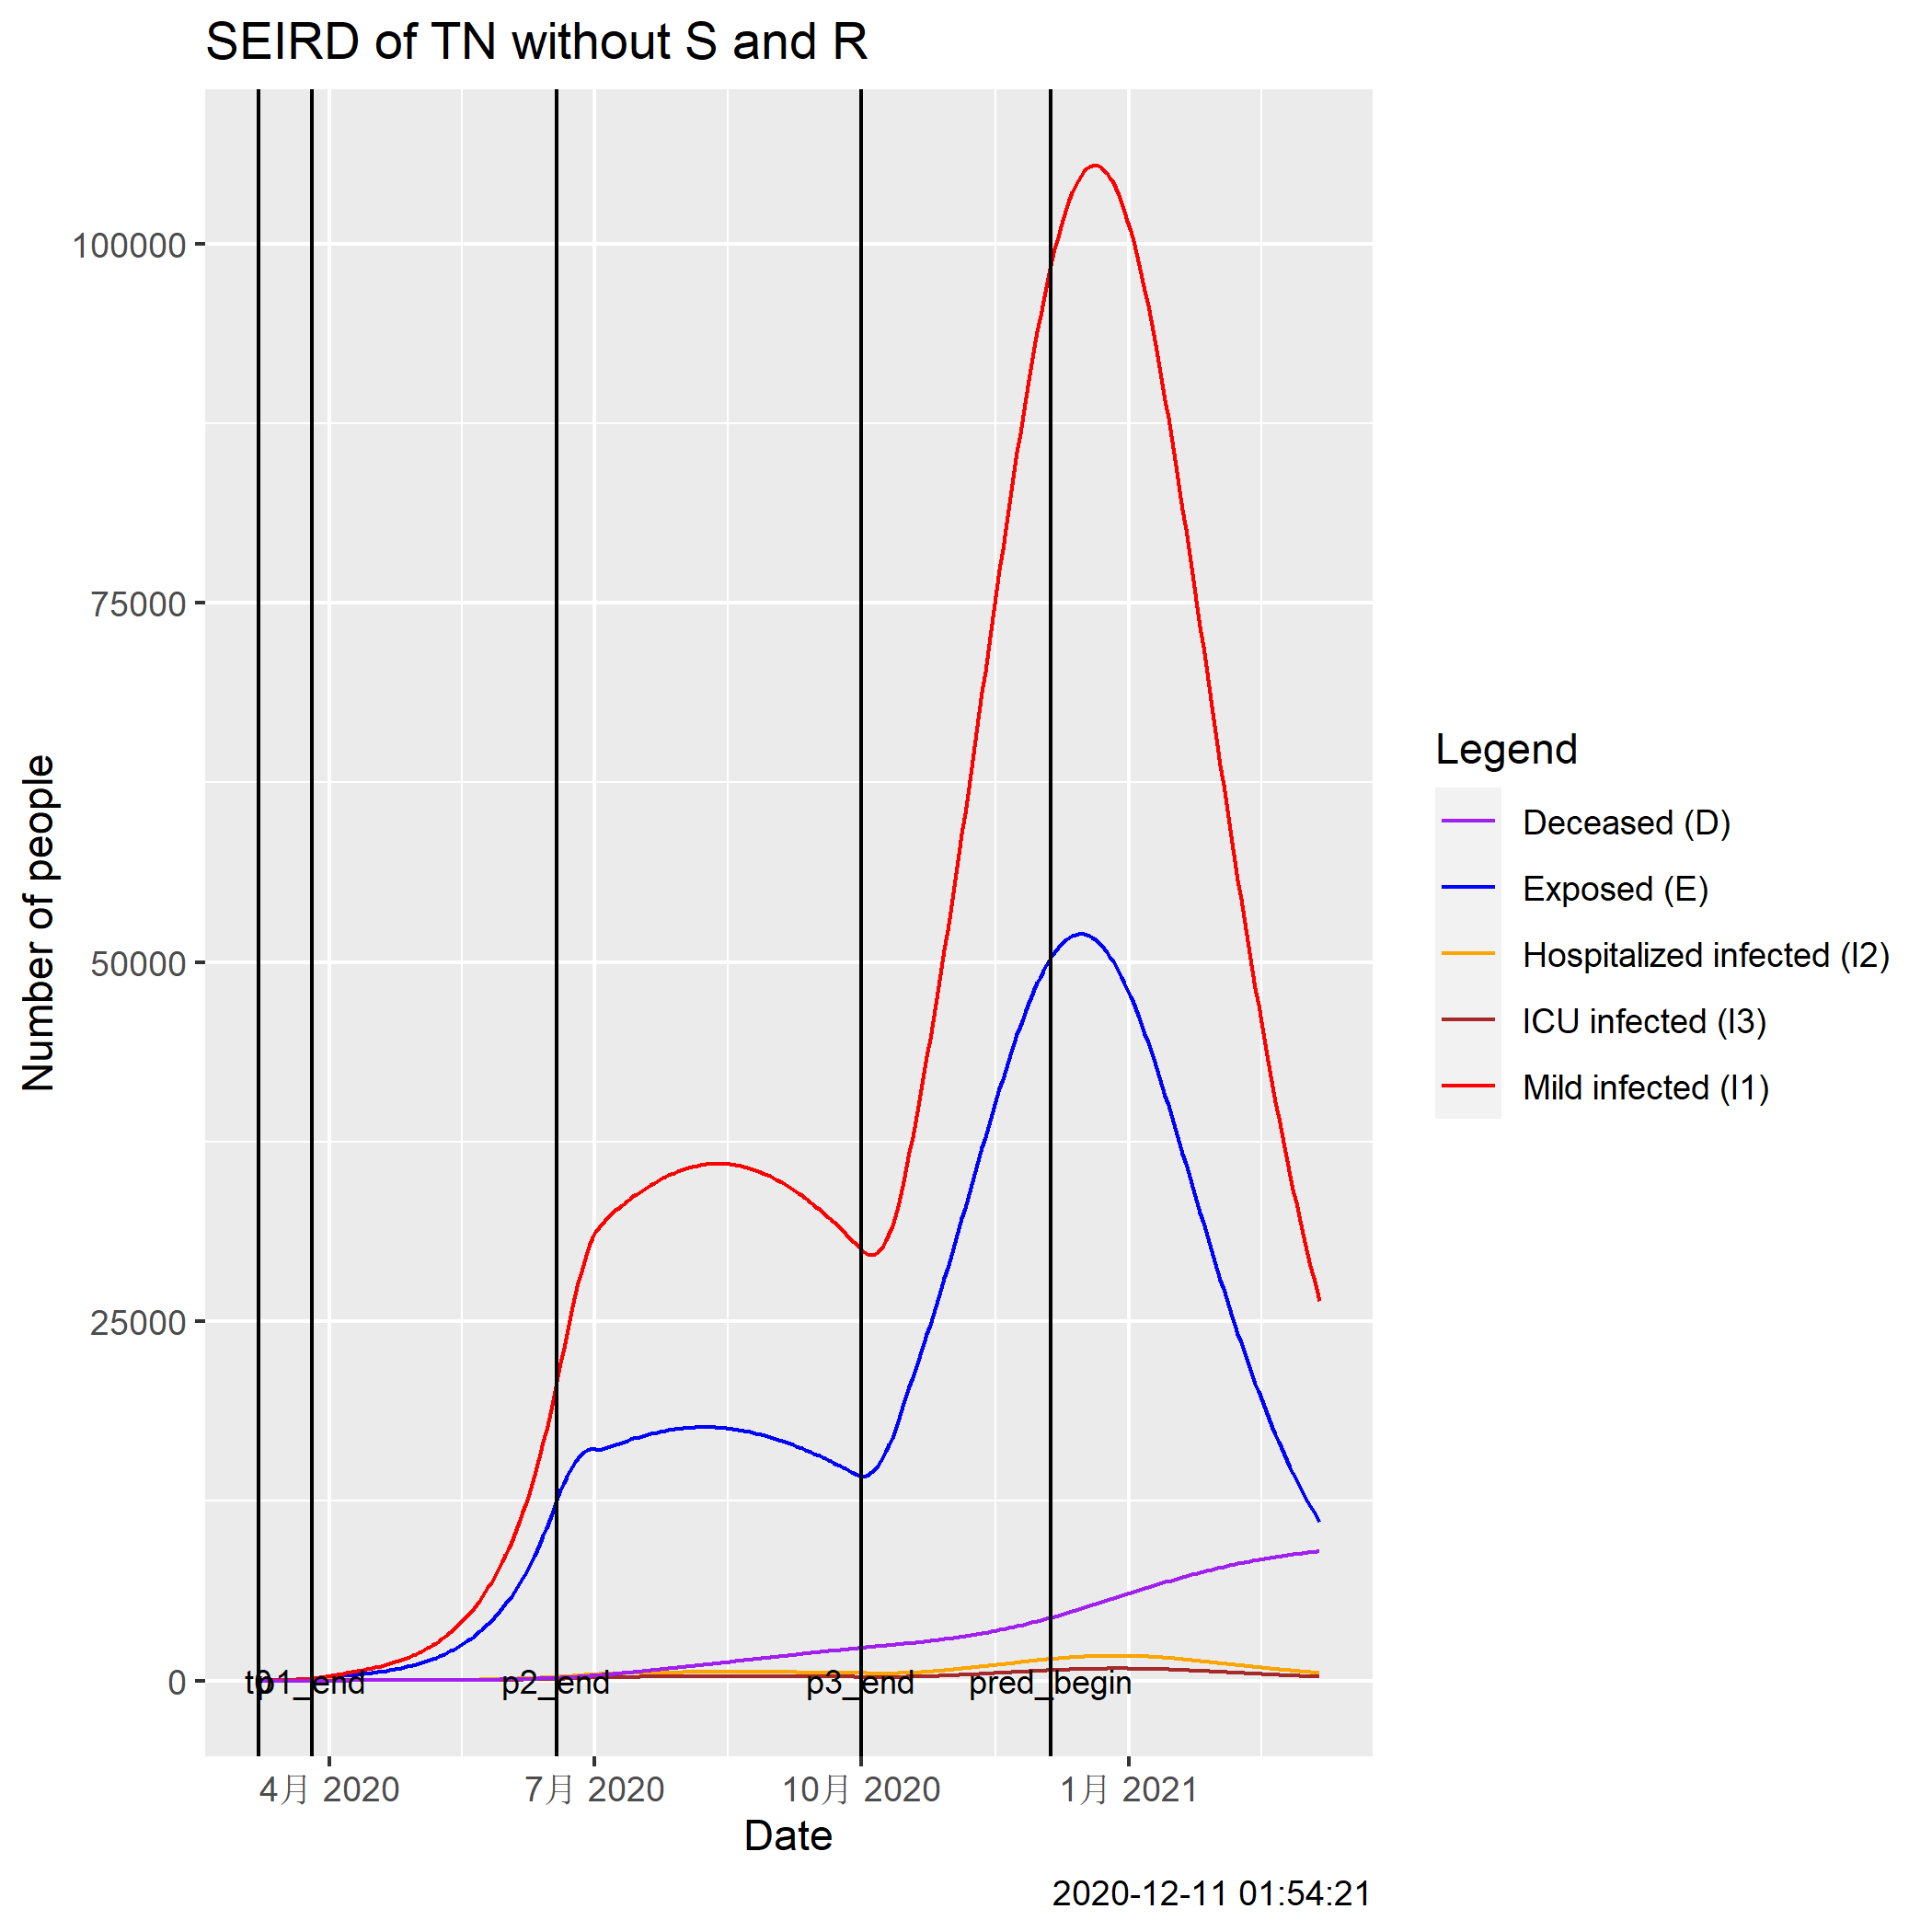 SEIRD of TN without S and R
Number of people
100000
75000
50000
25000
0
t0
p1_end
p2_end
p3_end
pred_begin
4月 2020
7月 2020
10月 2020
1月 2021
Date
Legend
Deceased (D)
Exposed (E)
Hospitalized infected (I2)
ICU infected (I3)
Mild infected (I1)
2020-12-11 01:54:21